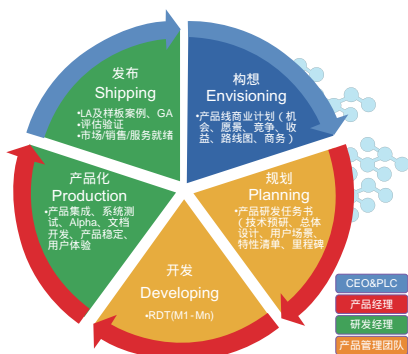 发布
Shipping
•LA及样板案例、GA
•评估验证
•市场/销售/服务就绪
构想
Envisioning
•产品线商业计划（机
会、愿景、竞争、收
益、路线图、商务）
产品化
Production
•产品集成、系统测
试、Alpha、文档
开发、产品稳定、
用户体验
规划
Planning
•产品研发任务书
（技术预研、总体
设计、用户场景、
特性清单、里程碑
开发
Developing
•RDT(M1-Mn)
CEO&PLC
产品经理
研发经理
产品管理团队